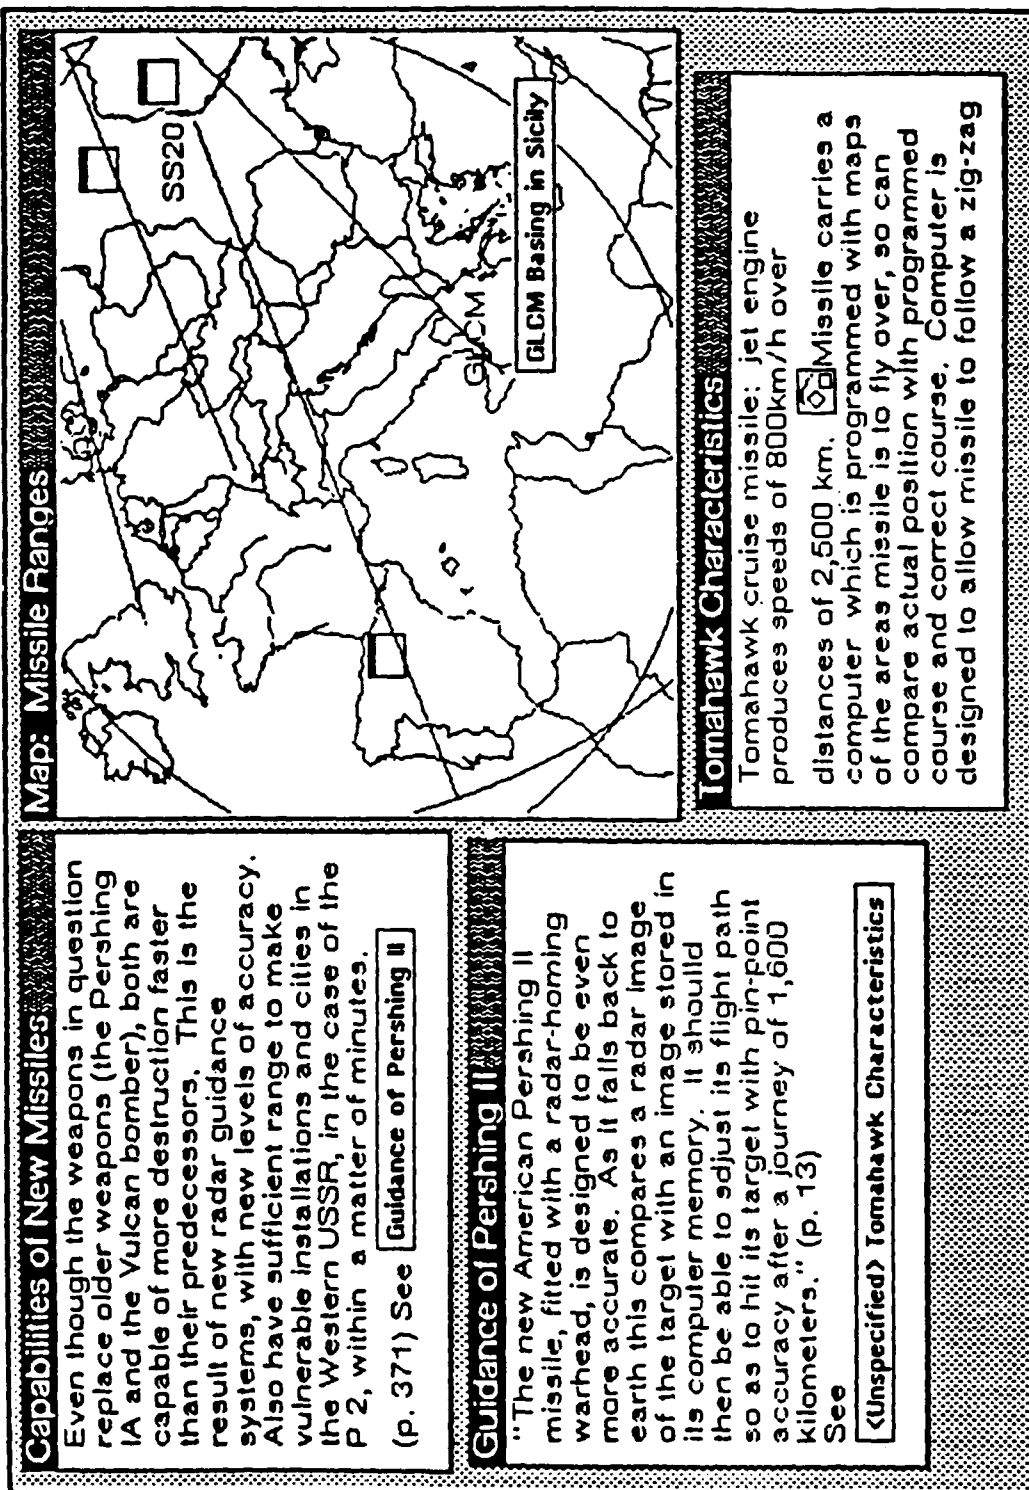 Capabilities of New Missiles
Even though the weapons in question
replace older weapons (the Pershing
IA and the Vulcan bomber), both are
capable of more destruction faster
than their predecessors. This is the
result of new radar guidance
systems, with new levels of accuracy.
Also have sufficient range to make
vulnerable installations and cities in
the Western USSR, in the case of the
P 2, within a matter of minutes.
(p. 371) See Guidance of Pershing II
Guidance of Pershing II
"The new American Pershing II
missile, fitted with a radar-homing
warhead, is designed to be even
more accurate. As it falls back to
earth this compares a radar image
of the target with an image stored in
its computer memory. It shoulld
then be able to sdjust its flight path
so as to hit its target with pin-point
accuracy after a journey of 1,600
kilometers." (p. 13)
See
<Unspecified> Tomahawk Characteristics
Map: Missile Ranges
SS20
GLCM
GLCM Basing in Sicily
Tomahawk Characteristics
Tomahawk cruise missile: jet engine
produces speeds of 800km/h over
distances of 2,500 km. Missile carries a
computer which is programmed with maps
of the areas missile is to fly over, so can
compare actual position with programmed
course and correct course. Computer is
designed to allow missile to follow a zig-zag